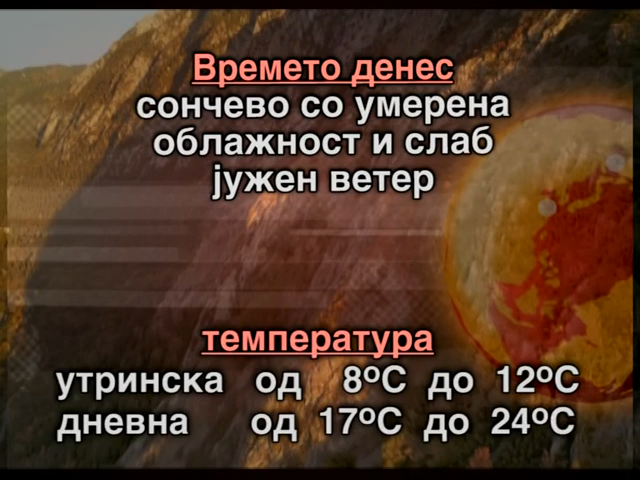 Времето денес
сончево со умерена
облажност и слаб
јужен ветер
температура
утринска од 8ºC до 12ºC
дневна од 17ºC до 24ºC